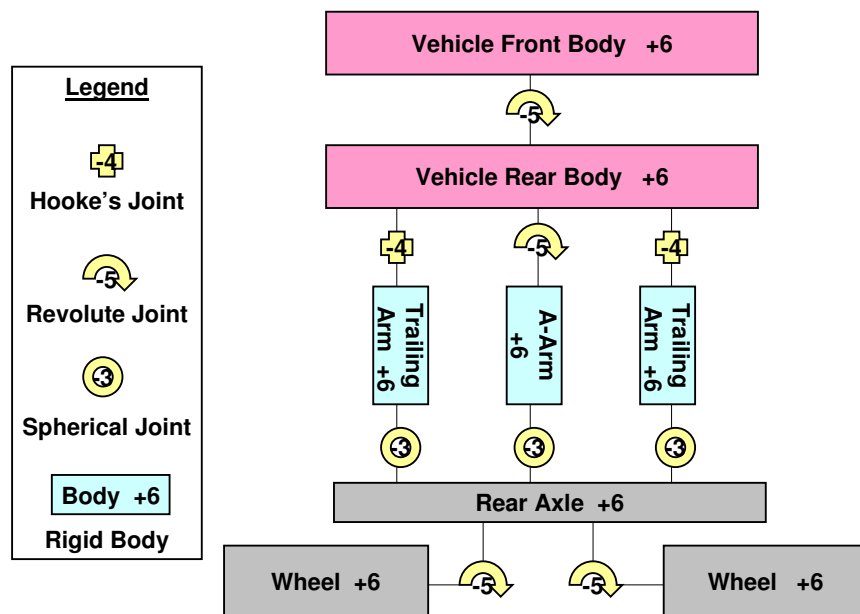 Legend
-4
Hooke's Joint
-5
Revolute Joint
-3
Spherical Joint
Body +6
Rigid Body
Vehicle Front Body +6
-5
Vehicle Rear Body +6
-4
-5
-4
Trailing
Arm +6
A-Arm
+6
Trailing
Arm +6
-3
-3
-3
Rear Axle +6
Wheel +6
-5
-5
Wheel +6